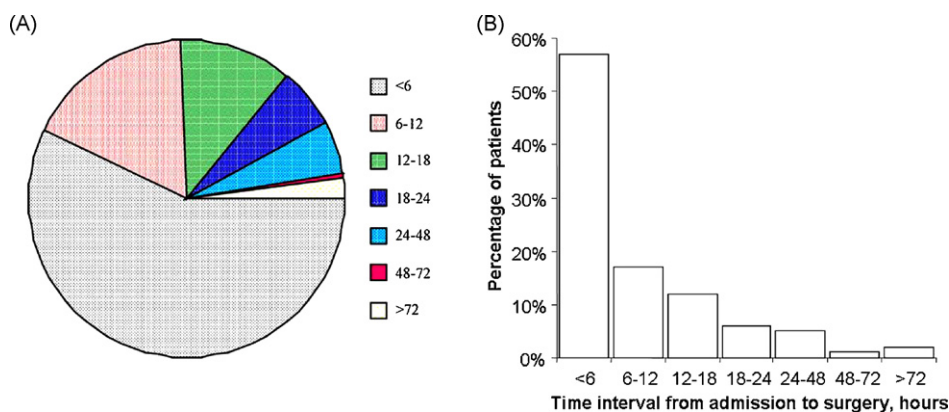 (A)
<6
6-12
12-18
18-24
24-48
48-72
>72
(B)
Percentage of patients
60%
50%
40%
30%
20%
10%
0%
<6 6-12 12-18 18-24 24-48 48-72 >72
Time interval from admission to surgery, hours